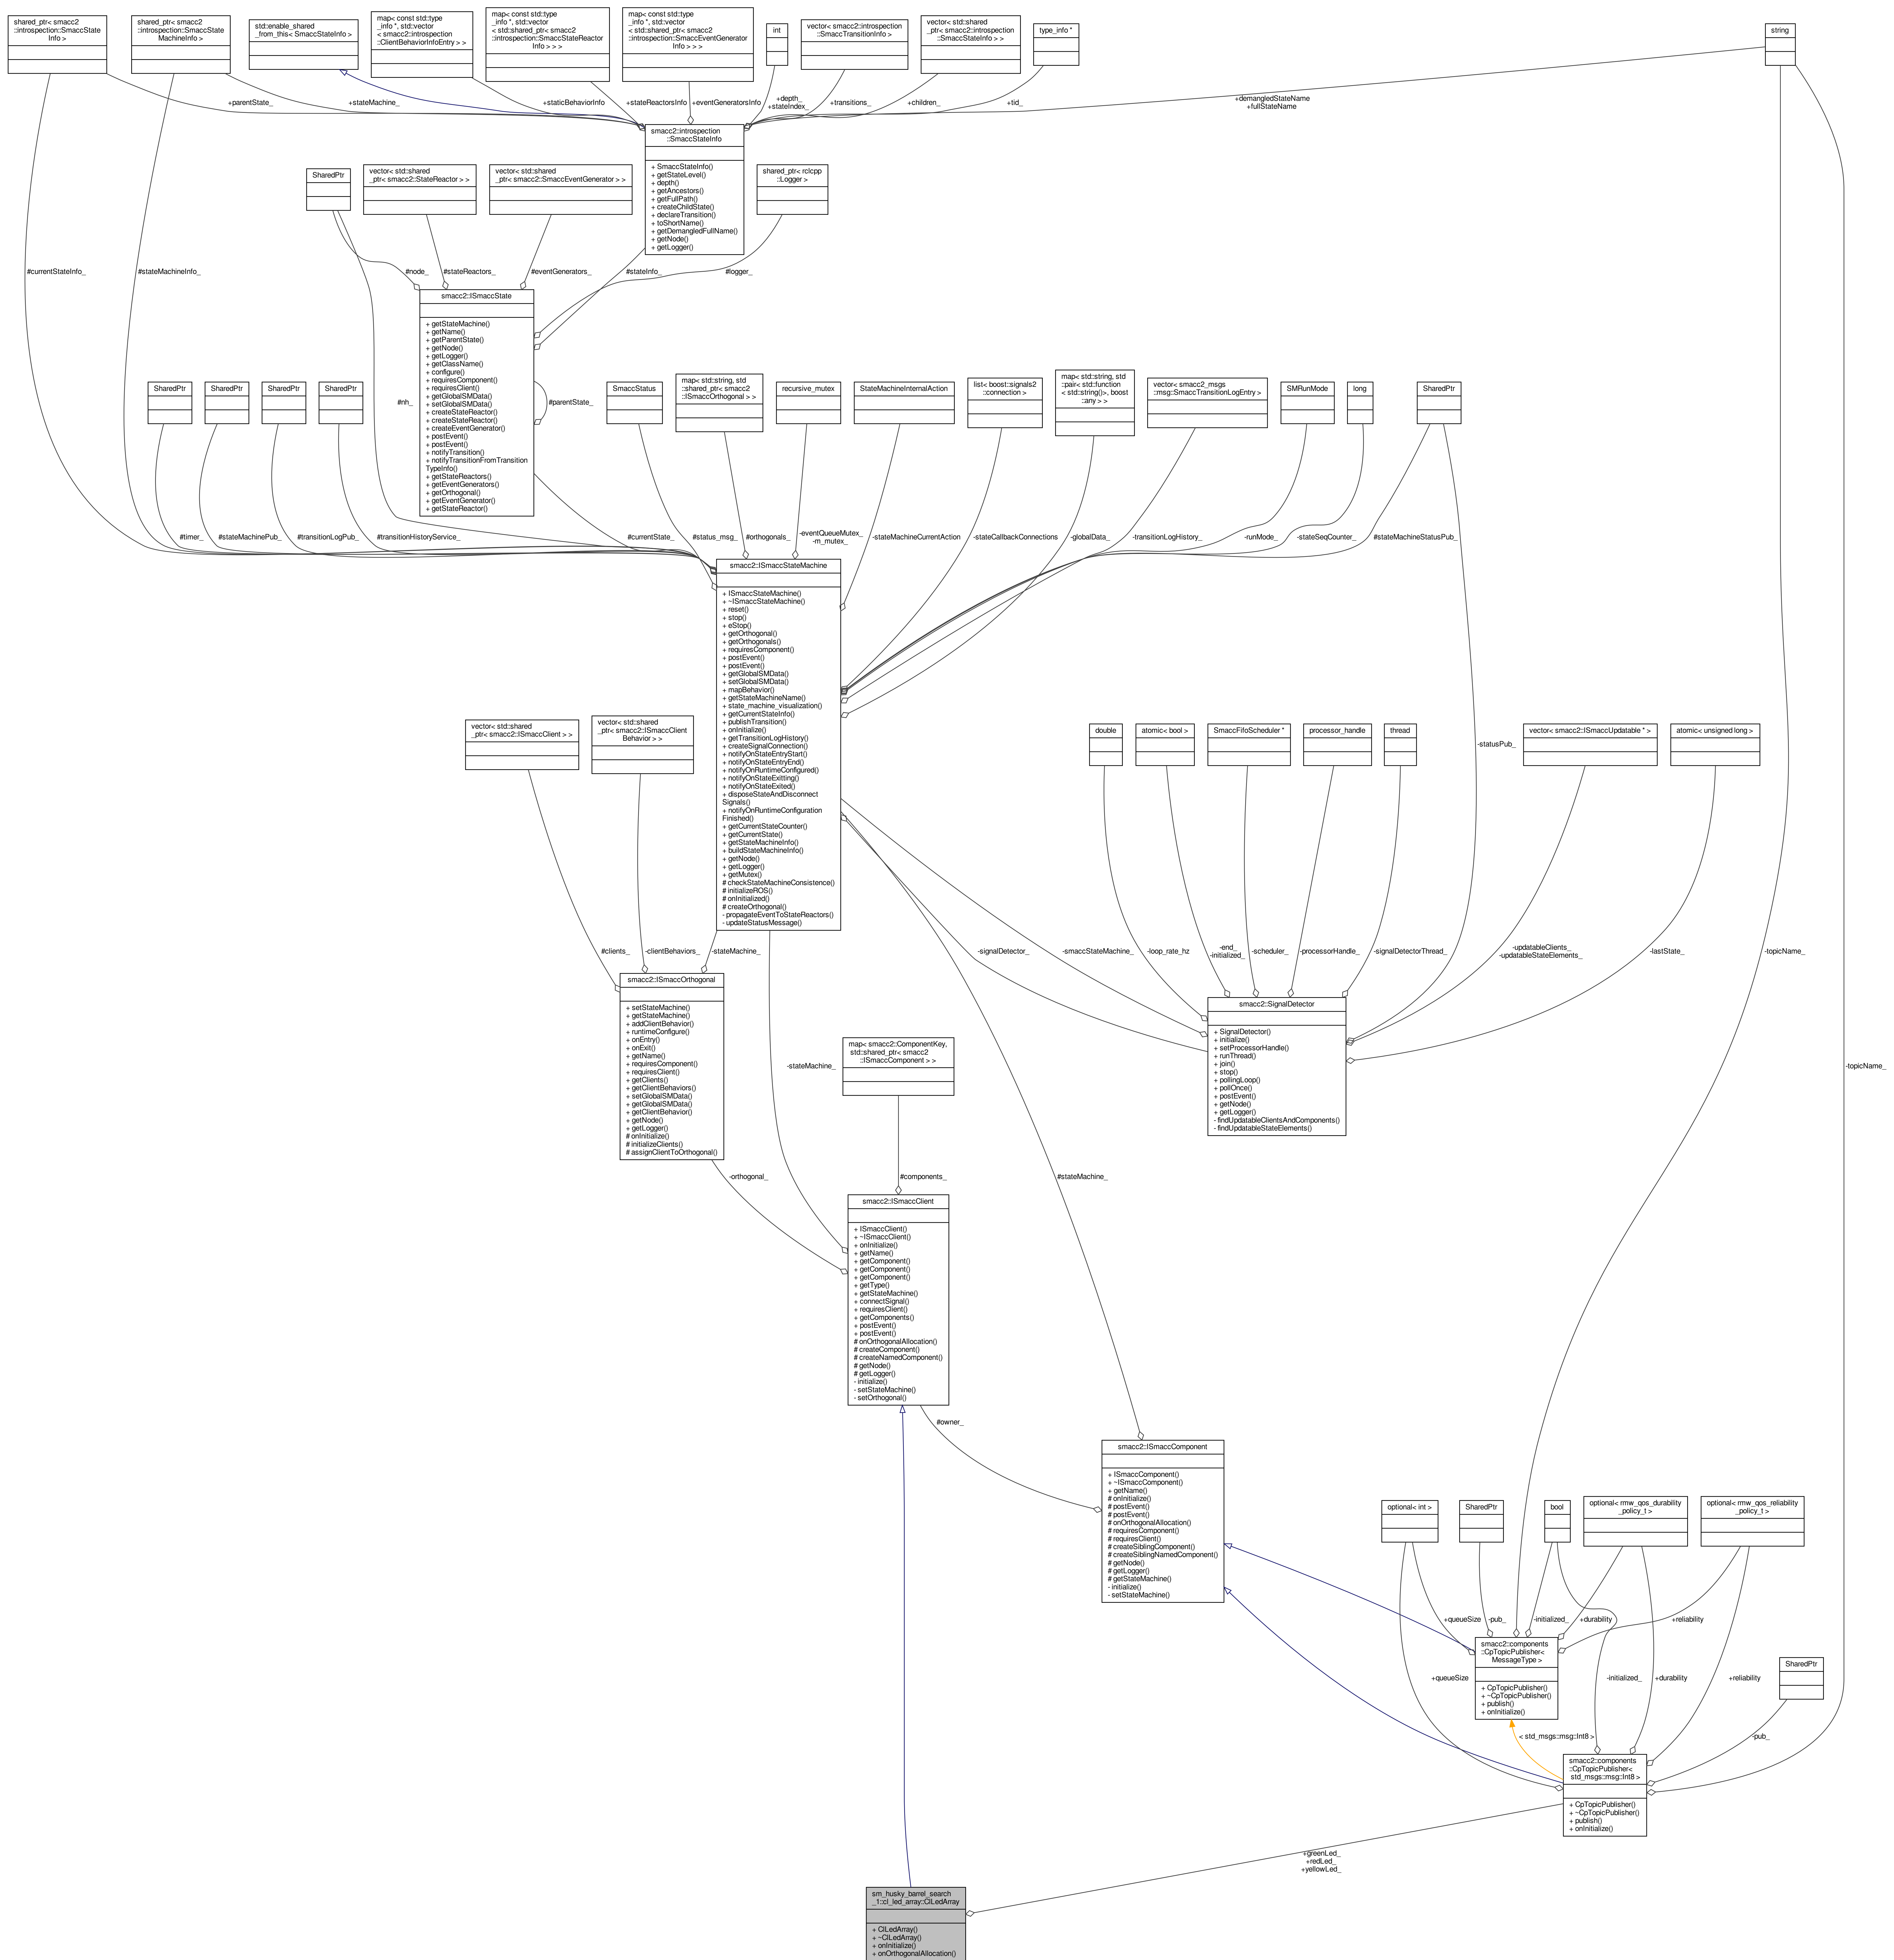 shared_ptr< smacc2
::introspection::SmaccState
Info >
shared_ptr< smacc2
::introspection::SmaccState
MachineInfo >
std::enable_shared
_from_this< SmaccStateInfo >
map< const std::type
_info *, std::vector
< smacc2::introspection
::ClientBehaviorInfoEntry > >
map< const std::type
_info *, std::vector
< std::shared_ptr< smacc2
::introspection::SmaccStateReactor
Info > > >
map< const std::type
_info *, std::vector
< std::shared_ptr< smacc2
::introspection::SmaccEventGenerator
Info > > >
int
vector< smacc2::introspection
::SmaccTransitionInfo >
vector< std::shared
_ptr< smacc2::introspection
::SmaccStateInfo > >
type_info *
string
+parentState_
+stateMachine_
+staticBehaviorInfo
+stateReactorsInfo
+eventGeneratorsInfo
+depth_
+stateIndex_
+transitions_
+children_
+tid_
+demangledStateName
+fullStateName
smacc2::introspection
::SmaccStateInfo
+ SmaccStateInfo()
+ getStateLevel()
+ depth()
+ getAncestors()
+ getFullPath()
+ createChildState()
+ declareTransition()
+ toShortName()
+ getDemangledFullName()
+ getNode()
+ getLogger()
SharedPtr
vector< std::shared
_ptr< smacc2::StateReactor > >
vector< std::shared
_ptr< smacc2::SmaccEventGenerator > >
shared_ptr< rclcpp
::Logger >
#currentStateInfo_
#stateMachineInfo_
#node_
#stateReactors_
#eventGenerators_
#stateInfo_
#logger_
smacc2::ISmaccState
+ getStateMachine()
+ getName()
+ getParentState()
+ getNode()
+ getLogger()
+ getClassName()
+ configure()
+ requiresComponent()
+ requiresClient()
+ getGlobalSMData()
+ setGlobalSMData()
+ createStateReactor()
+ createStateReactor()
+ createEventGenerator()
+ postEvent()
+ postEvent()
+ notifyTransition()
+ notifyTransitionFromTransition
TypeInfo()
+ getStateReactors()
+ getEventGenerators()
+ getOrthogonal()
+ getEventGenerator()
+ getStateReactor()
#parentState_
#nh_
SharedPtr
SharedPtr
SharedPtr
SharedPtr
SmaccStatus
map< std::string, std
::shared_ptr< smacc2
::ISmaccOrthogonal > >
recursive_mutex
StateMachineInternalAction
list< boost::signals2
::connection >
map< std::string, std
::pair< std::function
< std::string()>, boost
::any > >
vector< smacc2_msgs
::msg::SmaccTransitionLogEntry >
SMRunMode
long
SharedPtr
#timer_
#stateMachinePub_
#transitionLogPub_
#transitionHistoryService_
#currentState_
#status_msg_
#orthogonals_
-eventQueueMutex_
-m_mutex_
-stateMachineCurrentAction
-stateCallbackConnections
-globalData_
-transitionLogHistory_
-runMode_
-stateSeqCounter_
#stateMachineStatusPub_
smacc2::ISmaccStateMachine
+ ISmaccStateMachine()
+ ~ISmaccStateMachine()
+ reset()
+ stop()
+ eStop()
+ getOrthogonal()
+ getOrthogonals()
+ requiresComponent()
+ postEvent()
+ postEvent()
+ getGlobalSMData()
+ setGlobalSMData()
+ mapBehavior()
+ getStateMachineName()
+ state_machine_visualization()
+ getCurrentStateInfo()
+ publishTransition()
+ onInitialize()
+ getTransitionLogHistory()
+ createSignalConnection()
+ notifyOnStateEntryStart()
+ notifyOnStateEntryEnd()
+ notifyOnRuntimeConfigured()
+ notifyOnStateExitting()
+ notifyOnStateExited()
+ disposeStateAndDisconnect
Signals()
+ notifyOnRuntimeConfiguration
Finished()
+ getCurrentStateCounter()
+ getCurrentState()
+ getStateMachineInfo()
+ buildStateMachineInfo()
+ getNode()
+ getLogger()
+ getMutex()
# checkStateMachineConsistence()
# initializeROS()
# onInitialized()
# createOrthogonal()
- propagateEventToStateReactors()
- updateStatusMessage()
vector< std::shared
_ptr< smacc2::ISmaccClient > >
vector< std::shared
_ptr< smacc2::ISmaccClient
Behavior > >
double
atomic< bool >
SmaccFifoScheduler *
processor_handle
thread
-statusPub_
vector< smacc2::ISmaccUpdatable * >
atomic< unsigned long >
#clients_
-clientBehaviors_
-stateMachine_
-signalDetector_
-smaccStateMachine_
-loop_rate_hz
-end_
-initialized_
-scheduler_
-processorHandle_
-signalDetectorThread_
-updatableClients_
-updatableStateElements_
-lastState_
-topicName_
smacc2::ISmaccOrthogonal
+ setStateMachine()
+ getStateMachine()
+ addClientBehavior()
+ runtimeConfigure()
+ onEntry()
+ onExit()
+ getName()
+ requiresComponent()
+ requiresClient()
+ getClients()
+ getClientBehaviors()
+ setGlobalSMData()
+ getGlobalSMData()
+ getClientBehavior()
+ getNode()
+ getLogger()
# onInitialize()
# initializeClients()
# assignClientToOrthogonal()
smacc2::SignalDetector
+ SignalDetector()
+ initialize()
+ setProcessorHandle()
+ runThread()
+ join()
+ stop()
+ pollingLoop()
+ pollOnce()
+ postEvent()
+ getNode()
+ getLogger()
- findUpdatableClientsAndComponents()
- findUpdatableStateElements()
-stateMachine_
map< smacc2::ComponentKey,
std::shared_ptr< smacc2
::ISmaccComponent > >
-topicName_
-orthogonal_
#components_
#stateMachine_
smacc2::ISmaccClient
+ ISmaccClient()
+ ~ISmaccClient()
+ onInitialize()
+ getName()
+ getComponent()
+ getComponent()
+ getComponent()
+ getType()
+ getStateMachine()
+ connectSignal()
+ requiresClient()
+ getComponents()
+ postEvent()
+ postEvent()
# onOrthogonalAllocation()
# createComponent()
# createNamedComponent()
# getNode()
# getLogger()
- initialize()
- setStateMachine()
- setOrthogonal()
#owner_
smacc2::ISmaccComponent
+ ISmaccComponent()
+ ~ISmaccComponent()
+ getName()
# onInitialize()
# postEvent()
# postEvent()
# onOrthogonalAllocation()
# requiresComponent()
# requiresClient()
# createSiblingComponent()
# createSiblingNamedComponent()
# getNode()
# getLogger()
# getStateMachine()
- initialize()
- setStateMachine()
optional< int >
SharedPtr
bool
optional< rmw_qos_durability
_policy_t >
optional< rmw_qos_reliability
_policy_t >
+queueSize
-pub_
-initialized_
+durability
+reliability
smacc2::components
::CpTopicPublisher<
MessageType >
+ CpTopicPublisher()
+ ~CpTopicPublisher()
+ publish()
+ onInitialize()
SharedPtr
+queueSize
-initialized_
+durability
+reliability
< std_msgs::msg::Int8 >
-pub_
smacc2::components
::CpTopicPublisher<
std_msgs::msg::Int8 >
+ CpTopicPublisher()
+ ~CpTopicPublisher()
+ publish()
+ onInitialize()
+greenLed_
+redLed_
+yellowLed_
sm_husky_barrel_search
_1::cl_led_array::ClLedArray
+ ClLedArray()
+ ~ClLedArray()
+ onInitialize()
+ onOrthogonalAllocation()